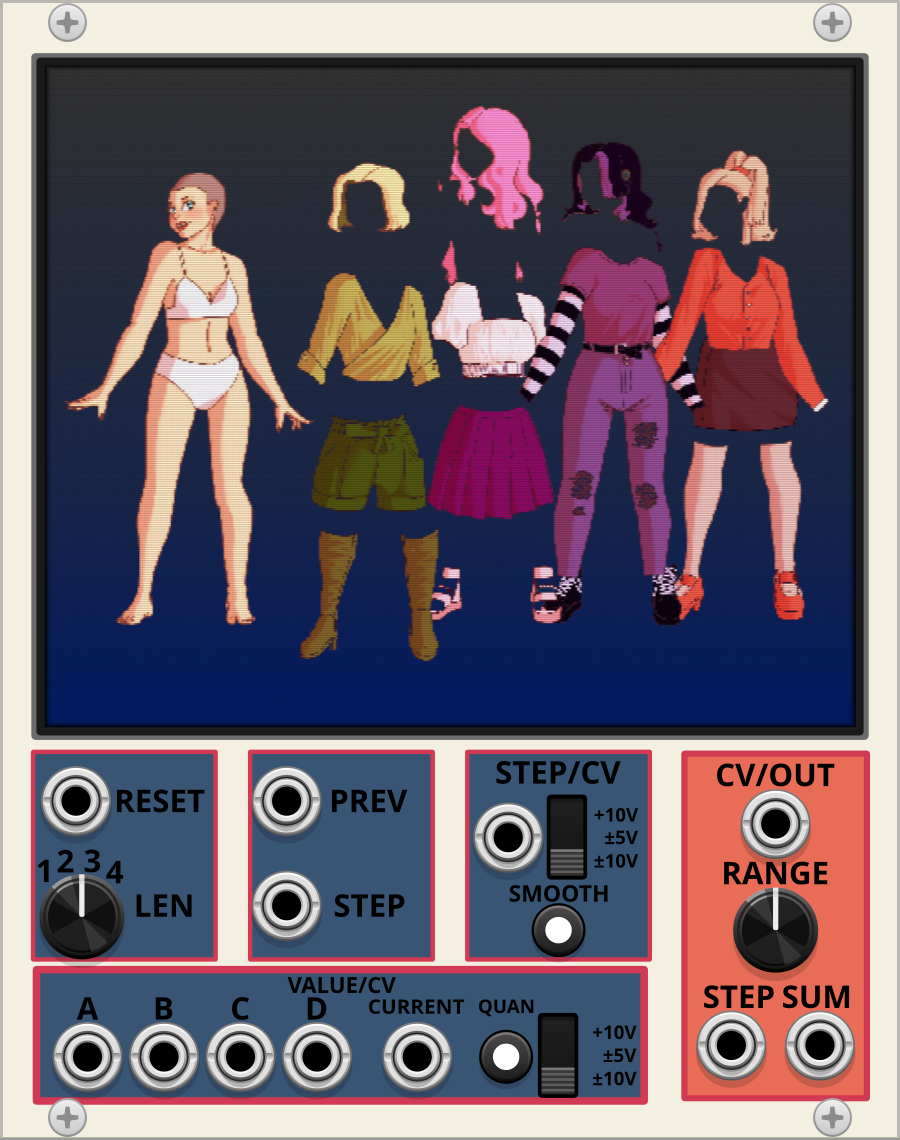 RESET
1 2 3 4
LEN
PREV
STEP
STEP/CV
+10V
±5V
±10V
SMOOTH
CV/OUT
RANGE
STEP SUM
VALUE/CV
A B C D CURRENT QUAN
+10V
±5V
±10V